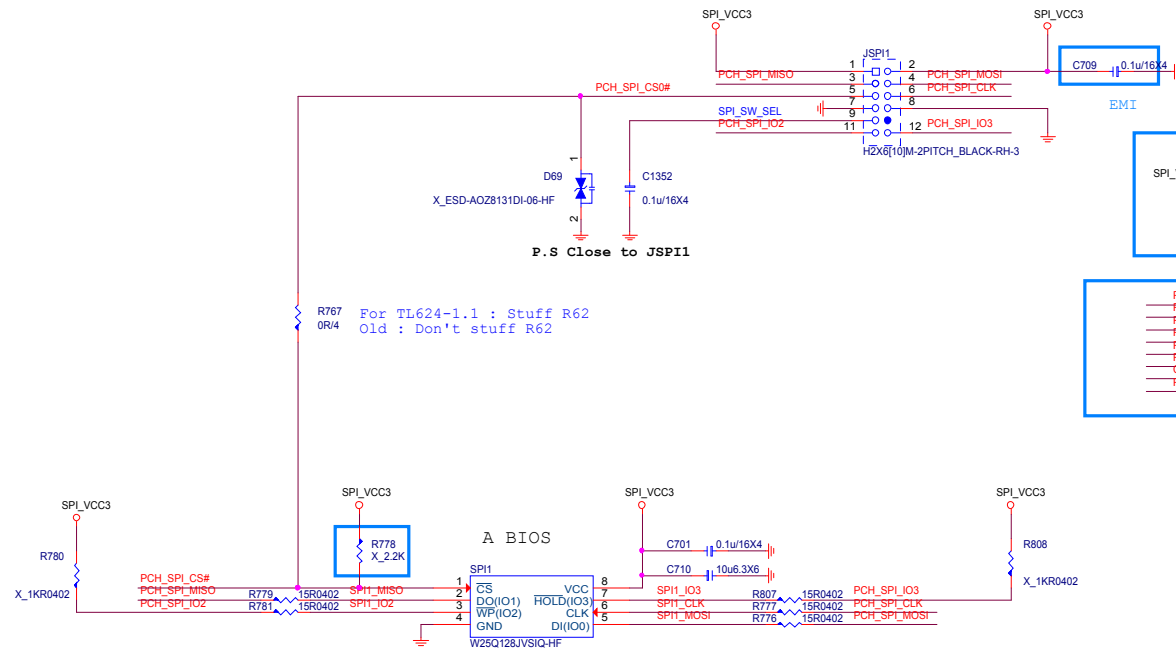 SPI_VCC3
SPI_VCC3
JSPI1
1
2
C709
0.1u/16X4
PCH_SPI_MISO
3
4
PCH_SPI_MOSI
PCH_SPI_CS0#
5
6
PCH_SPI_CLK
EMI
7
8
SPI_SW_SEL
9
PCH_SPI_IO2
11
12
PCH_SPI_IO3
H2X6[10]M-2PITCH_BLACK-RH-3
SPI_
1
D69
C1352
X_ESD-AOZ8131DI-06-HF
0.1u/16X4
2
P.S Close to JSPI1
R767
0R/4
For TL624-1.1 : Stuff R62
Old : Don't stuff R62
SPI_VCC3
SPI_VCC3
SPI_VCC3
SPI_VCC3
R780
X_1KR0402
R778
X_2.2K
A BIOS
C701
0.1u/16X4
C710
10u6.3X6
R808
X_1KR0402
SPI1
PCH_SPI_CS#
1
CS
VCC
8
PCH_SPI_MISO
R779
15R0402
SPI1_MISO
2
DO(IO1)
HOLD(IO3)
7
SPI1_IO3
R807
15R0402
PCH_SPI_IO3
PCH_SPI_IO2
R781
15R0402
SPI1_IO2
3
WP(IO2)
CLK
6
SPI1_CLK
R777
15R0402
PCH_SPI_CLK
4
GND
DI(IO0)
5
SPI1_MOSI
R776
15R0402
PCH_SPI_MOSI
W25Q128JVSIQ-HF